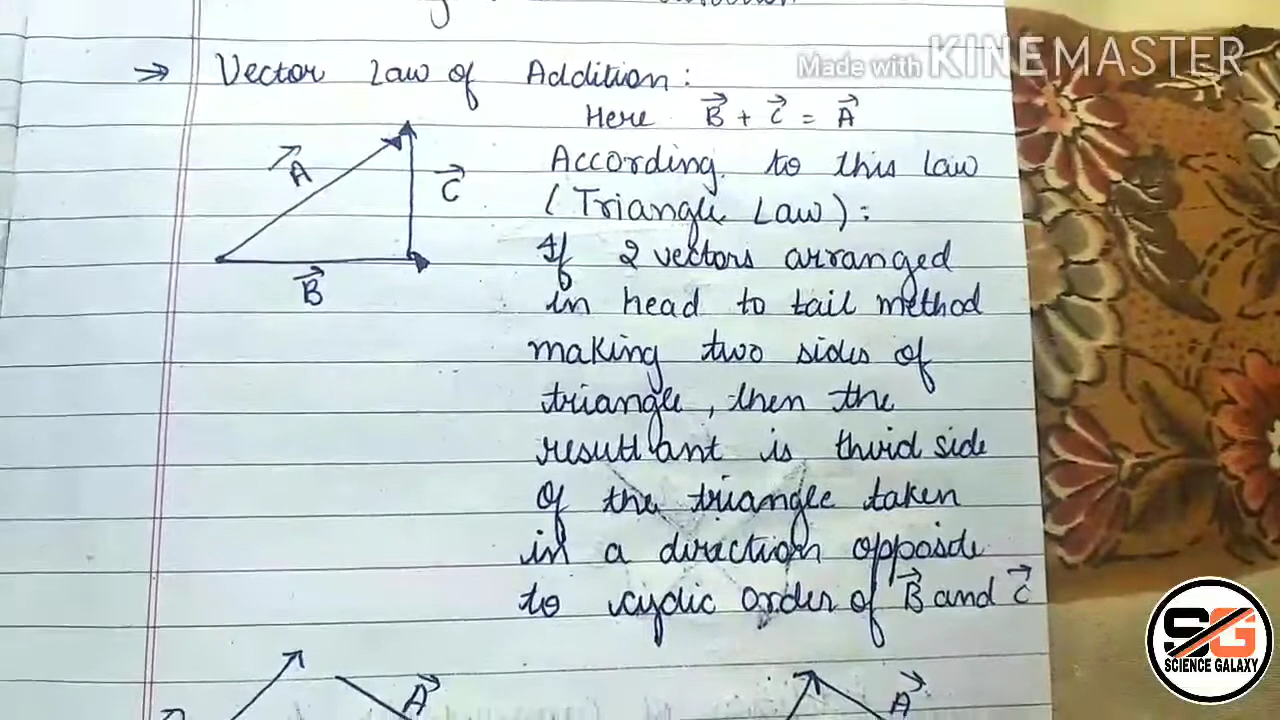 Made with KINEMASTER
⇒ Vector Law of Addition:
Here B⃗ + C⃗ = A⃗
A⃗
C⃗
B⃗
According to this law
(Triangle Law):
If 2 vectors arranged
in head to tail method
making two sides of
triangle, then the
resultlant is third side
of the triangle taken
in a direction opposite
to cyclic order of B⃗ and C⃗
A⃗
A⃗
SG
SCIENCE GALAXY